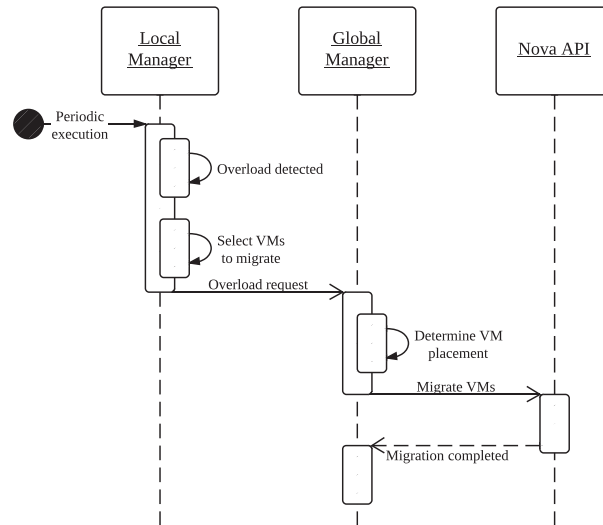 Local
Manager
Global
Manager
Nova API
Periodic
execution
Overload detected
Select VMs
to migrate
Overload request
Determine VM
placement
Migrate VMs
Migration completed